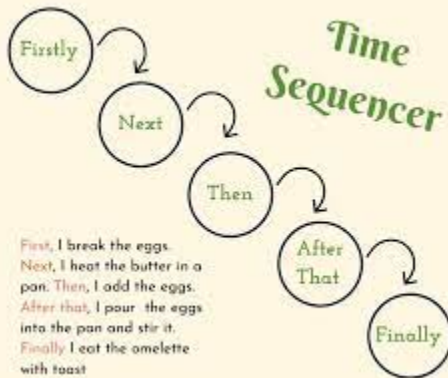 Time
Sequencer
Firstly
Next
Then
After
That
Finally
First, I break the eggs.
Next, I heat the butter in a
pan. Then, I add the eggs.
After that, I pour the eggs
into the pan and stir it.
Finally I eat the omelette
with toast